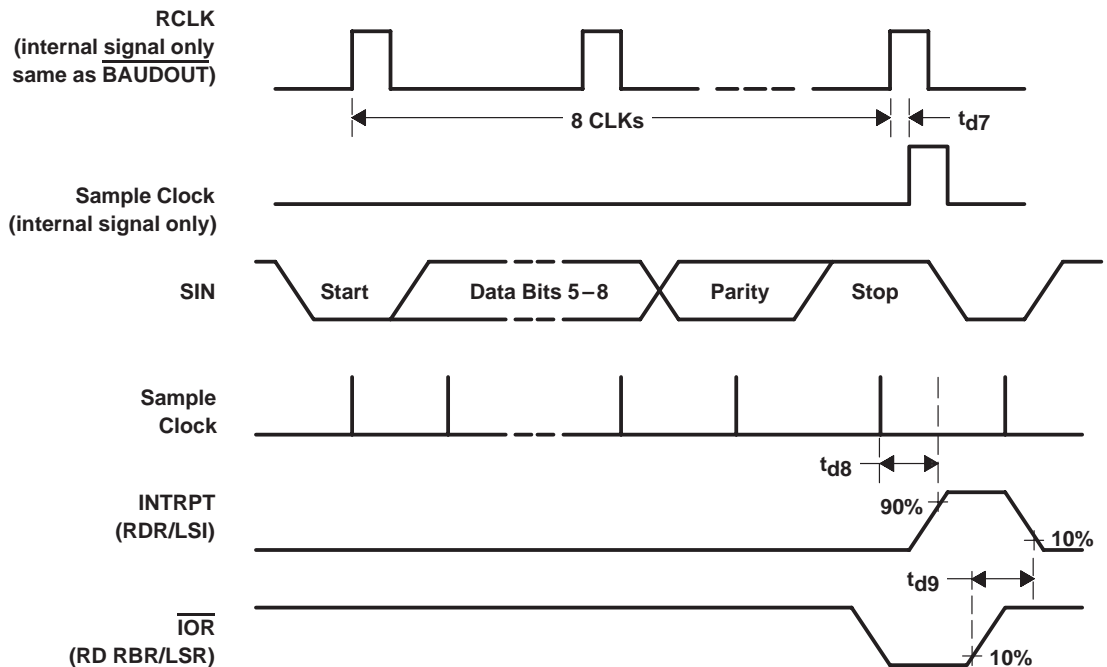 RCLK
(internal signal only
same as BAUDOUT)
8 CLKs
td7
Sample Clock
(internal signal only)
SIN
Start
Data Bits 5–8
Parity
Stop
Sample
Clock
td8
INTRPT
(RDR/LSI)
90%
10%
td9
IOR
(RD RBR/LSR)
10%